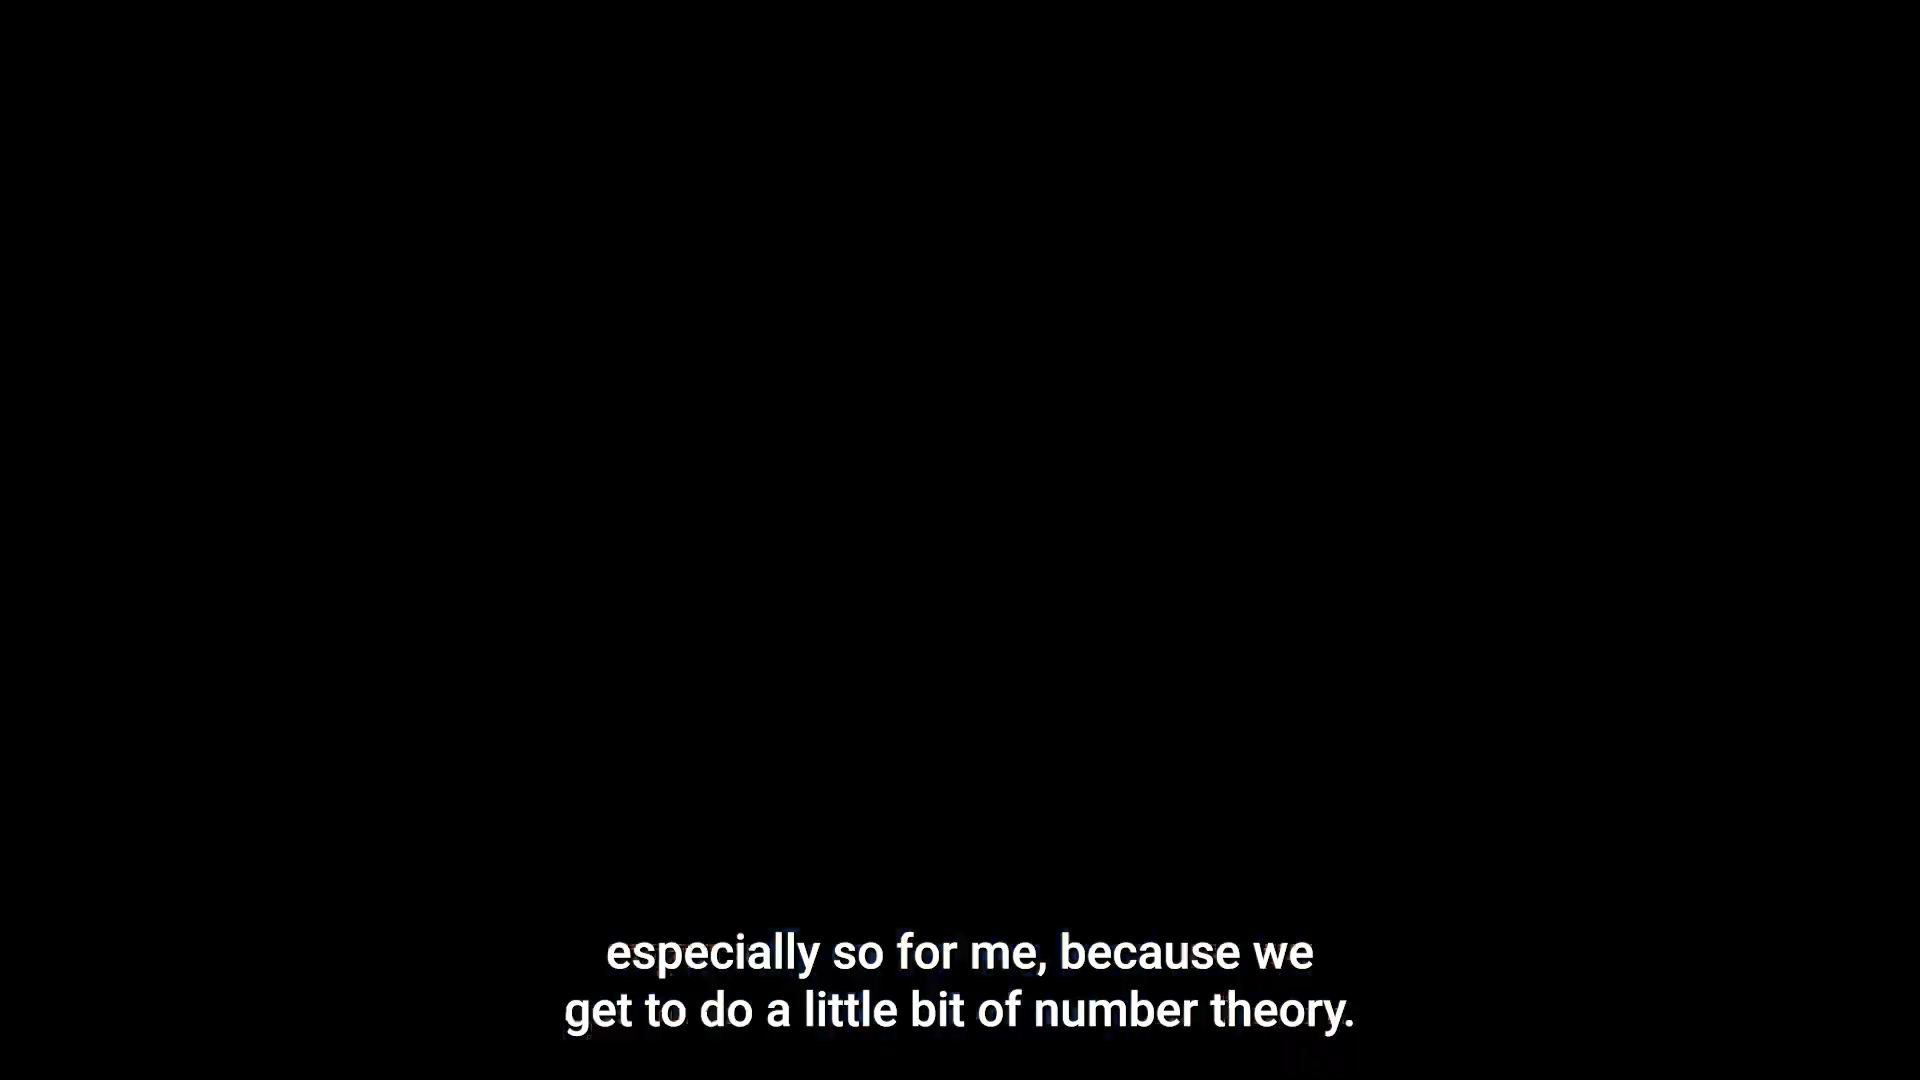 especially so for me, because we
get to do a little bit of number theory.